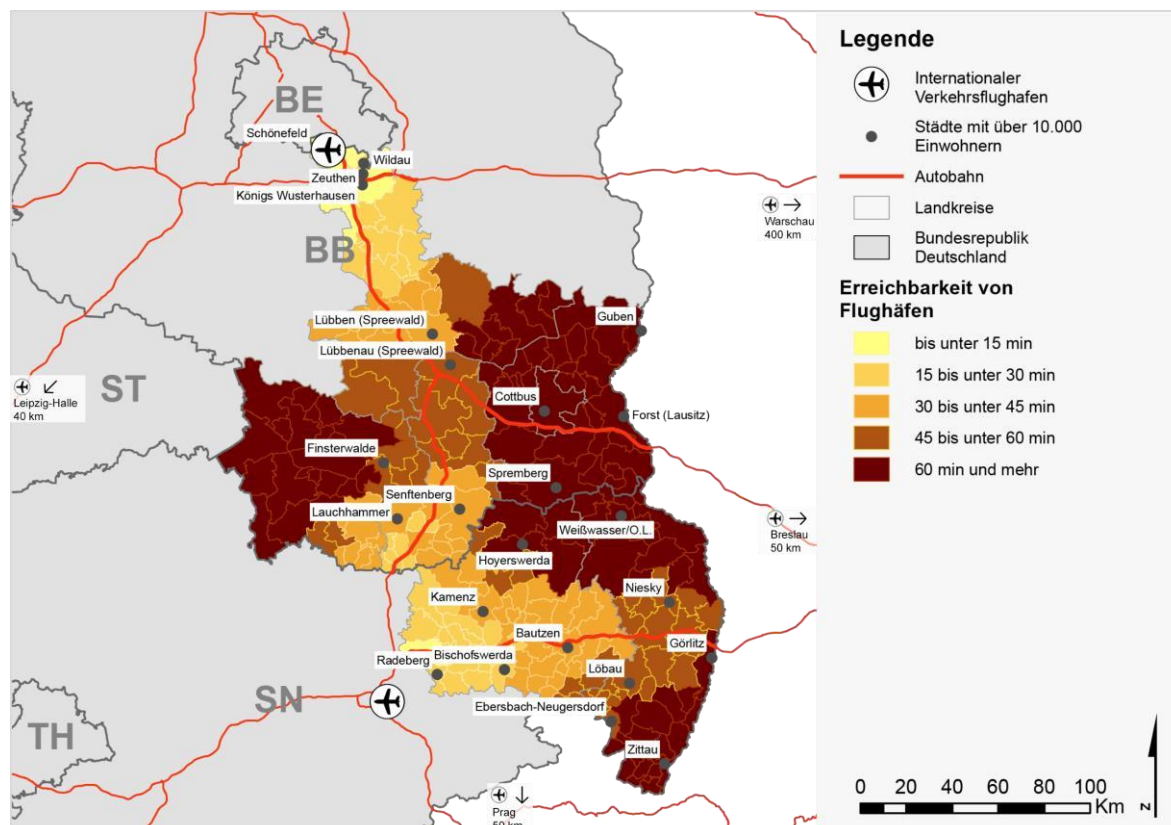 BE
Schönefeld
Wildau
Zeuthen
Königs Wusterhausen
BB
Warschau
400 km
Guben
Lübben (Spreewald)
Lübbenau (Spreewald)
ST
Leipzig-Halle
40 km
Cottbus
Forst (Lausitz)
Finsterwalde
Spremberg
Senftenberg
Lauchhammer
Weißwasser/O.L.
Breslau
50 km
Hoyerswerda
Niesky
Kamenz
Bautzen
Görlitz
Radeberg
Bischofswerda
Löbau
SN
Ebersbach-Neugersdorf
TH
Zittau
Prag
50 km
Legende
Internationaler
Verkehrsflughafen
Städte mit über 10.000
Einwohnern
Autobahn
Landkreise
Bundesrepublik
Deutschland
Erreichbarkeit von
Flughäfen
bis unter 15 min
15 bis unter 30 min
30 bis unter 45 min
45 bis unter 60 min
60 min und mehr
0 20 40 60 80 100
Km
N